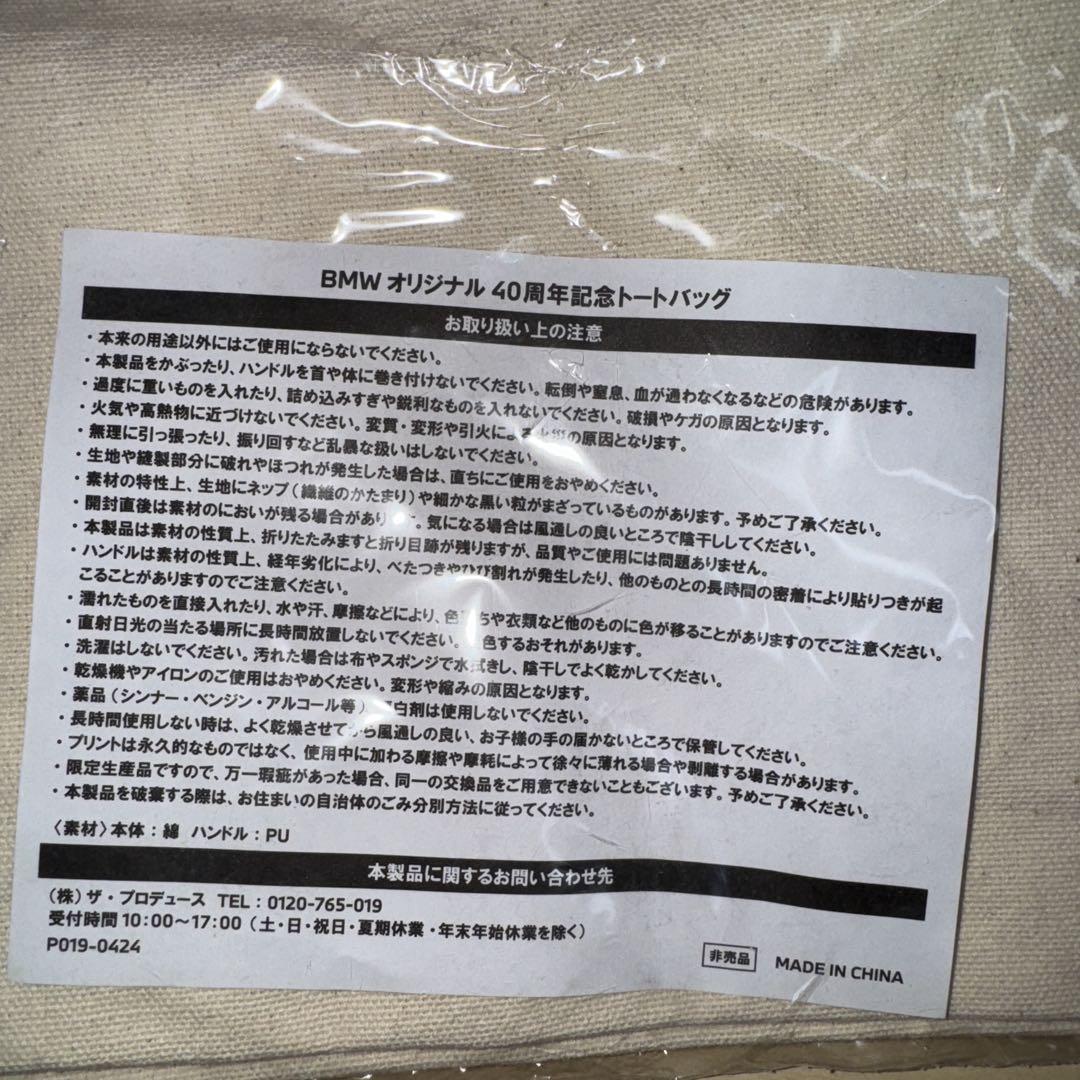 BMW オリジナル 40周年記念トートバッグ
お取り扱い上の注意
・本来の用途以外にはご使用にならないでください。
・本製品をかぶったり、ハンドルを首や体に巻き付けないでください。転倒や窒息、血が通わなくなるなどの危険があります。
・過度に重いものを入れたり、詰め込みすぎや鋭利なものを入れないでください。破損やケガの原因となります。
・火気や高熱物に近づけないでください。変質・変形や引火による の原因となります。
・無理に引っ張ったり、振り回すなど乱暴な扱いはしないでください。
・生地や縫製部分に破れやほつれが発生した場合は、直ちにご使用をおやめください。
・素材の特性上、生地にネップ（繊維のかたまり）や細かな黒い粒がまざっているものがあります。予めご了承ください。
・開封直後は素材のにおいが残る場合があり 。気になる場合は風通しの良いところで陰干ししてください。
・本製品は素材の性質上、折りたたみますと折り目跡が残りますが、品質やご使用には問題ありません。
・ハンドルは素材の性質上、経年劣化により、べたつきやひび割れが発生したり、他のものとの長時間の密着により貼りつきが起
こることがありますのでご注意ください。
・濡れたものを直接入れたり、水や汗、摩擦などにより、色 ちや衣類など他のものに色が移ることがありますのでご注意ください。
・直射日光の当たる場所に長時間放置しないでください。 色するおそれがあります。
・洗濯はしないでください。汚れた場合は布やスポンジで水拭きし、陰干しでよく乾かしてください。
・乾燥機やアイロンのご使用はおやめください。変形や縮みの原因となります。
・薬品（シンナー・ベンジン・アルコール等） 白剤は使用しないでください。
・長時間使用しない時は、よく乾燥させてから風通しの良い、お子様の手の届かないところで保管してください。
・プリントは永久的なものではなく、使用中に加わる摩擦や摩耗によって徐々に薄れる場合や剥離する場合があります。
・限定生産品ですので、万一瑕疵があった場合、同一の交換品をご用意できないこともございます。予めご了承ください。
・本製品を破棄する際は、お住まいの自治体のごみ分別方法に従ってください。
〈素材〉本体：綿 ハンドル：PU
本製品に関するお問い合わせ先
（株）ザ・プロデュース TEL：0120-765-019
受付時間10:00～17:00（土・日・祝日・夏期休業・年末年始休業を除く）
P019-0424
非売品 MADE IN CHINA